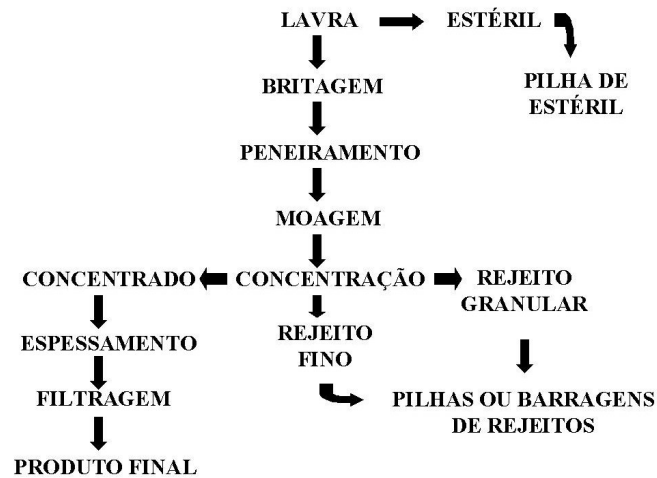 LAVRA
ESTÉRIL
PILHA DE
ESTÉRIL
BRITAGEM
PENEIRAMENTO
MOAGEM
CONCENTRADO
CONCENTRAÇÃO
REJEITO
GRANULAR
ESPESSAMENTO
REJEITO
FINO
FILTRAGEM
PILHAS OU BARRAGENS
DE REJEITOS
PRODUTO FINAL